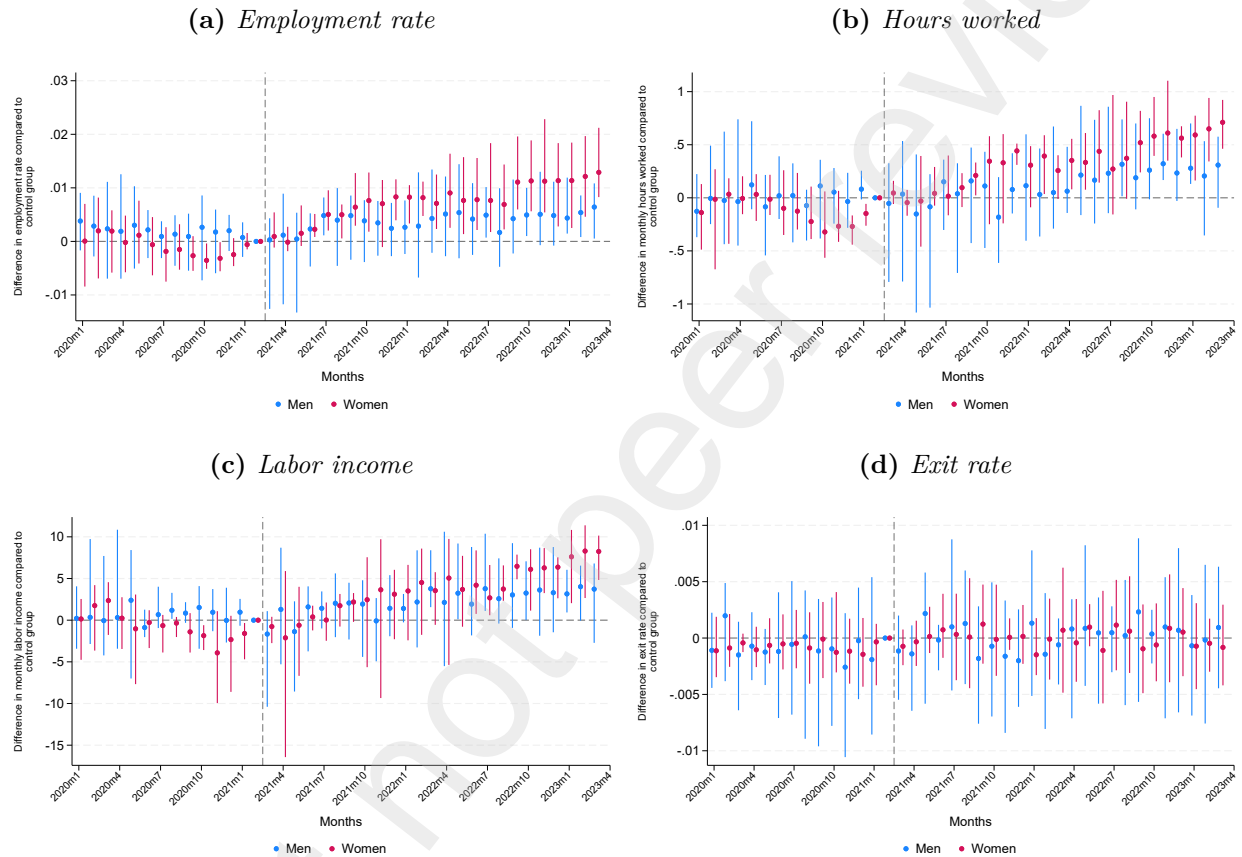 (a) Employment rate
Difference in employment rate compared to
control group
.03
.02
.01
0
-.01
2020m1
2020m4
2020m7
2020m10
2021m1
2021m4
2021m7
2021m10
2022m1
2022m4
2022m7
2022m10
2023m1
2023m4
Months
Men Women
(b) Hours worked
Difference in monthly hours worked compared to
control group
1
.5
0
-.5
-1
2020m1
2020m4
2020m7
2020m10
2021m1
2021m4
2021m7
2021m10
2022m1
2022m4
2022m7
2022m10
2023m1
2023m4
Months
Men Women
(c) Labor income
Difference in monthly labor income compared to
control group
10
5
0
-5
-10
-15
2020m1
2020m4
2020m7
2020m10
2021m1
2021m4
2021m7
2021m10
2022m1
2022m4
2022m7
2022m10
2023m1
2023m4
Months
Men Women
(d) Exit rate
Difference in exit rate compared to
control group
.01
.005
0
-.005
-.01
2020m1
2020m4
2020m7
2020m10
2021m1
2021m4
2021m7
2021m10
2022m1
2022m4
2022m7
2022m10
2023m1
2023m4
Months
Men Women
not peer review